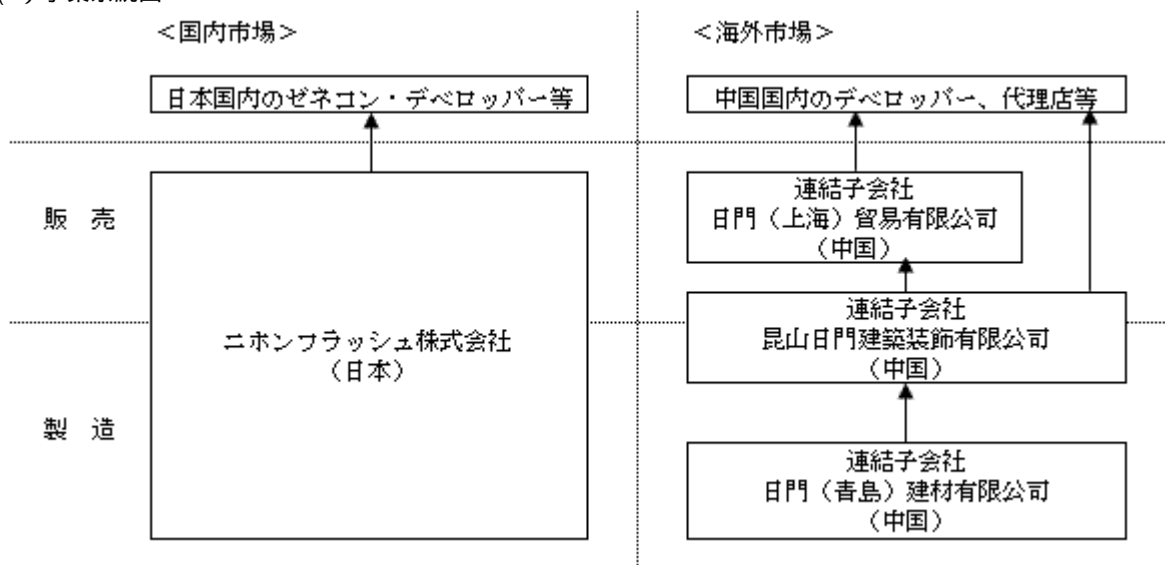 ＜国内市場＞
＜海外市場＞
日本国内のゼネコン・デベロッパー等
中国国内のデベロッパー、代理店等
販　売
連結子会社
日門（上海）貿易有限公司
（中国）
ニホンフラッシュ株式会社
（日本）
連結子会社
昆山日門建築装飾有限公司
（中国）
製　造
連結子会社
日門（青島）建材有限公司
（中国）